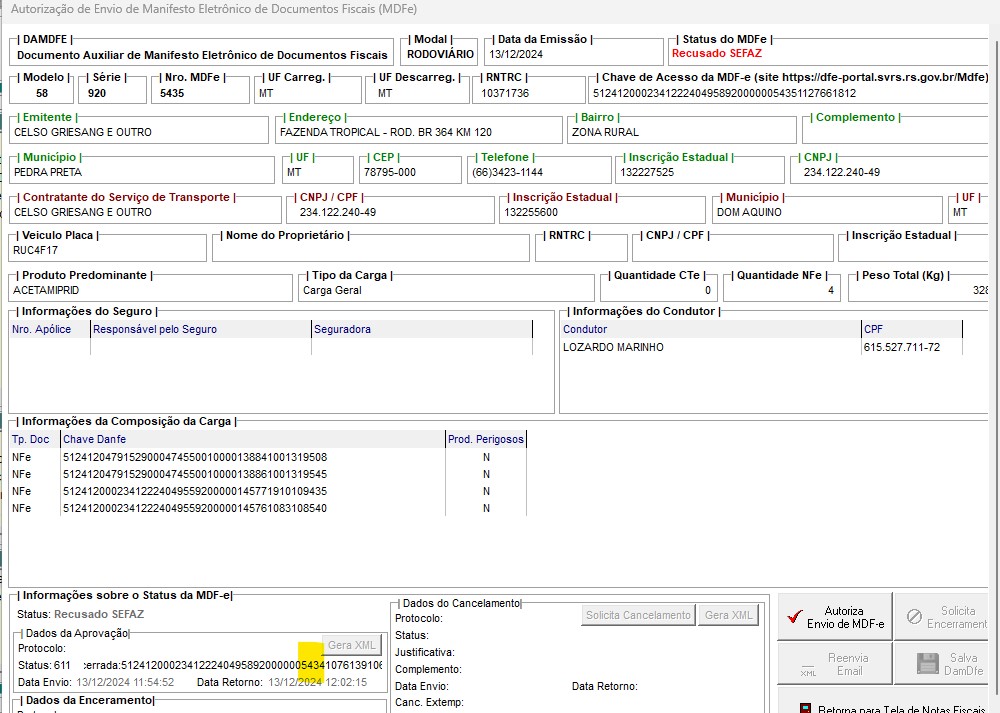 Autorização de Envio de Manifesto Eletrônico de Documentos Fiscais (MDFe)
| DAMDFE | | Modal | | Data da Emissão | | Status do MDFe |
Documento Auxiliar de Manifesto Eletrônico de Documentos Fiscais RODOVIÁRIO 13/12/2024 Recusado SEFAZ
| Modelo | | Série | | Nro. MDFe | | UF Carreg. | | UF Descarreg. | | RNTRC | | Chave de Acesso da MDF-e (site https://dfe-portal.svrs.rs.gov.br/Mdfe)
58 920 5435 MT MT 10371736 51241200023412224049589200000054351127661812
| Emitente | | Endereço | | Bairro | | Complemento |
CELSO GRIESANG E OUTRO FAZENDA TROPICAL - ROD. BR 364 KM 120 ZONA RURAL
| Município | | UF | | CEP | | Telefone | | Inscrição Estadual | | CNPJ |
PEDRA PRETA MT 78795-000 (66)3423-1144 132227525 234.122.240-49
| Contratante do Serviço de Transporte | | CNPJ / CPF | | Inscrição Estadual | | Município | | UF |
CELSO GRIESANG E OUTRO 234.122.240-49 132255600 DOM AQUINO MT
| Veiculo Placa | | Nome do Proprietário | | RNTRC | | CNPJ / CPF | | Inscrição Estadual |
RUC4F17
| Produto Predominante | | Tipo da Carga | | Quantidade CTe | | Quantidade NFe | | Peso Total (Kg) |
ACETAMIPRID Carga Geral 0 4 328
| Informações do Seguro | | Informações do Condutor |
Nro. Apólice Responsável pelo Seguro Seguradora Condutor CPF
LOZARDO MARINHO 615.527.711-72
| Informações da Composição da Carga |
Tp. Doc Chave Danfe Prod. Perigosos
NFe 51241204791529000474550010000138841001319508 N
NFe 51241204791529000474550010000138861001319545 N
NFe 51241200023412224049559200000145771910109435 N
NFe 51241200023412224049559200000145761083108540 N
| Informações sobre o Status da MDF-e|
Status: Recusado SEFAZ
| Dados da Aprovação|
Protocolo: Gera XML
Status: 611 :errada:5124120002341222404958920000005434107613910
Data Envio: 13/12/2024 11:54:52 Data Retorno: 13/12/2024 12:02:15
| Dados da Enceramento|
| Dados do Cancelamento|
Protocolo: Solicita Cancelamento Gera XML
Status:
Justificativa:
Complemento:
Data Envio: Data Retorno:
Canc. Extemp:
Autoriza Envio de MDF-e
Solicita Encerrament
Reenvia Email
XML
Salva DamDfe
Retorna para Tela de Notas Fiscais